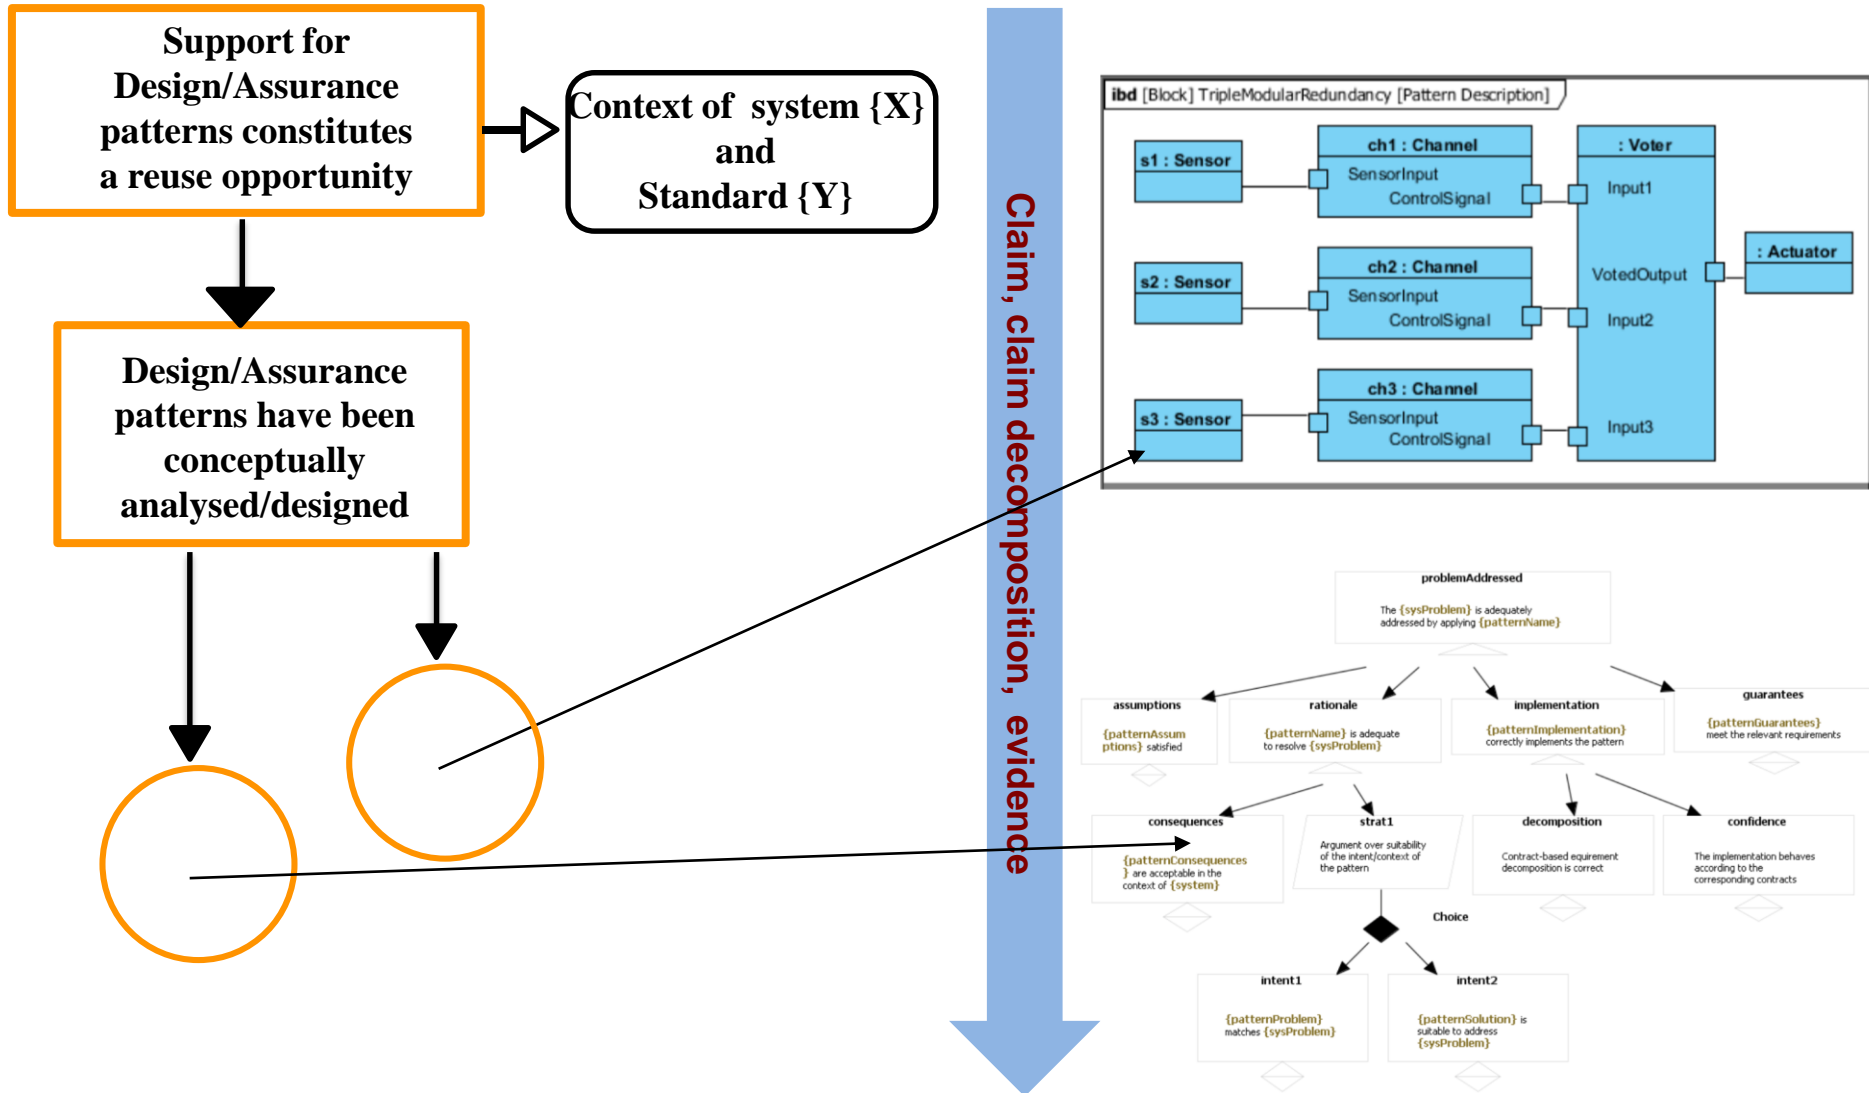 Support for
Design/Assurance
patterns constitutes
a reuse opportunity
Context of system {X}
and
Standard {Y}
Design/Assurance
patterns have been
conceptually
analysed/designed
Claim, claim decomposition, evidence
ibd [Block] TripleModularRedundancy [Pattern Description]
s1 : Sensor
ch1 : Channel
SensorInput
ControlSignal
: Voter
Input1
s2 : Sensor
ch2 : Channel
SensorInput
ControlSignal
VotedOutput
Input2
: Actuator
s3 : Sensor
ch3 : Channel
SensorInput
ControlSignal
Input3
problemAddressed
The {sysProblem} is adequately
addressed by applying {patternName}
assumptions
{patternAssum
ptions} satisfied
rationale
{patternName} is adequate
to resolve {sysProblem}
implementation
{patternImplementation}
correctly implements the pattern
guarantees
{patternGuarantees}
meet the relevant requirements
consequences
{patternConsequences
} are acceptable in the
context of {system}
strat1
Argument over suitability
of the intent/context of
the pattern
decomposition
Contract-based equirement
decomposition is correct
confidence
The implementation behaves
according to the
corresponding contracts
Choice
intent1
{patternProblem}
matches {sysProblem}
intent2
{patternSolution} is
suitable to address
{sysProblem}